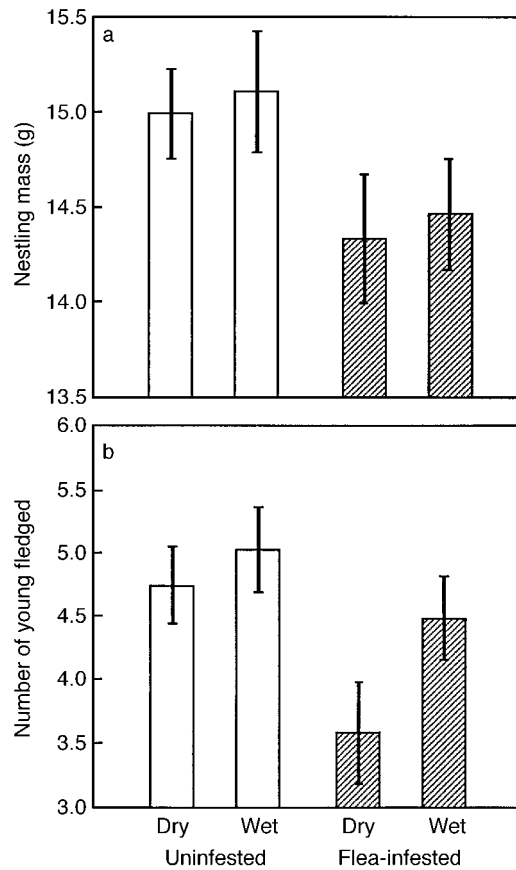 a
15.5
15.0
14.5
14.0
13.5
Nestling mass (g)
b
6.0
5.5
5.0
4.5
4.0
3.5
3.0
Number of young fledged
Dry Wet Dry Wet
Uninfested Flea-infested